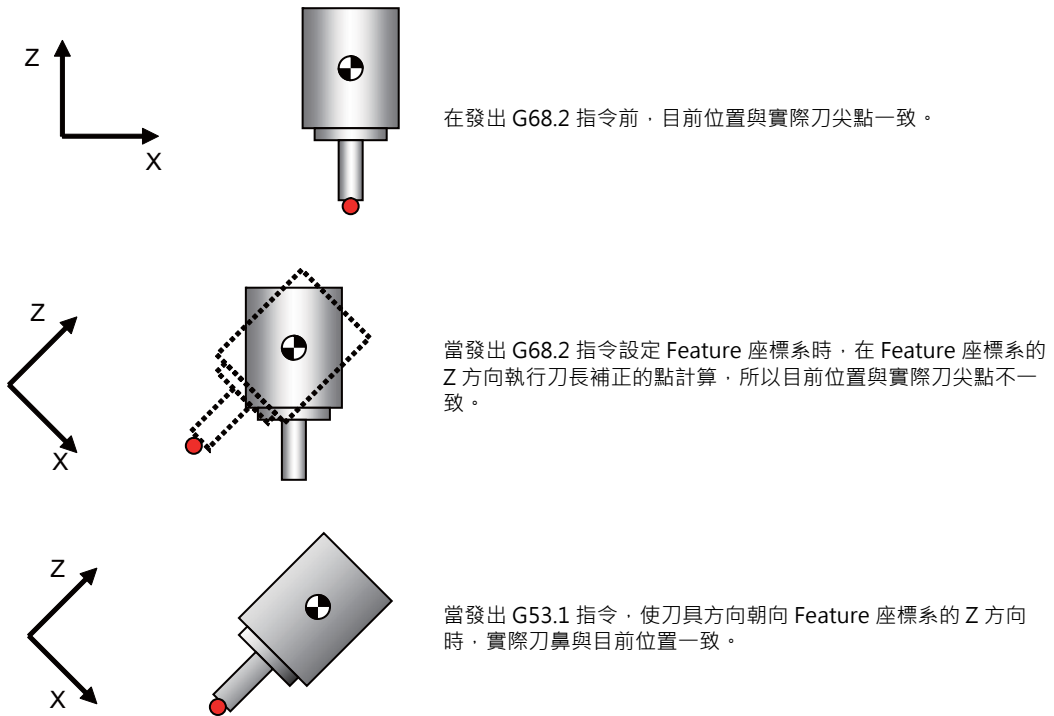 Z
X
在發出 G68.2 指令前，目前位置與實際刀尖點一致。
Z
X
當發出 G68.2 指令設定 Feature 座標系時，在 Feature 座標系的
Z 方向執行刀長補正的點計算，所以目前位置與實際刀尖點不一
致。
Z
X
當發出 G53.1 指令，使刀具方向朝向 Feature 座標系的 Z 方向
時，實際刀鼻與目前位置一致。